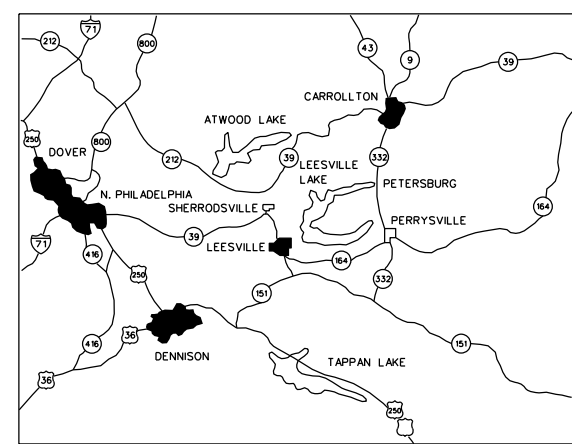 71
212
800
43
9
39
CARROLLTON
ATWOOD LAKE
250
DOVER
800
212
39
LEESVILLE
LAKE
332
PETERSBURG
N. PHILADELPHIA
SHERRODSVILLE
PERRYSVILLE
164
71
416
39
LEESVILLE
164
250
332
151
416
36
DENNISON
TAPPAN LAKE
151
36
250